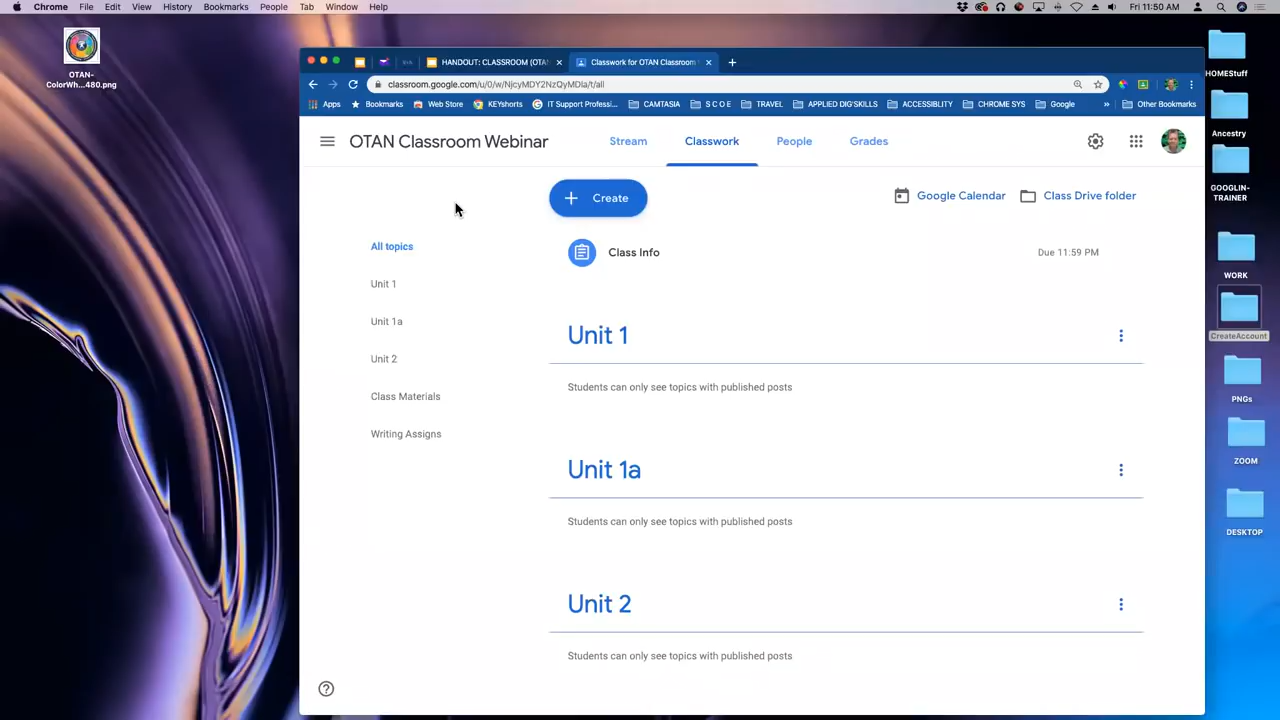 Chrome File Edit View History Bookmarks People Tab Window Help Fri 11:50 AM
OTAN-
ColorWh...480.png
HANDOUT: CLASSROOM (OTAN
Classwork for OTAN Classroom
classroom.google.com/u/0/w/NjcyMDY2NzQyMDla/t/all
Apps Bookmarks Web Store KEYshorts IT Support Professi... CAMTASIA S C O E TRAVEL APPLIED DIG'SKILLS ACCESSIBLITY CHROME SYS Google » Other Bookmarks
OTAN Classroom Webinar
Stream Classwork People Grades
Create
Google Calendar Class Drive folder
All topics
Unit 1
Unit 1a
Unit 2
Class Materials
Writing Assigns
Class Info Due 11:59 PM
Unit 1
Students can only see topics with published posts
Unit 1a
Students can only see topics with published posts
Unit 2
Students can only see topics with published posts
HOMEStuff
Ancestry
GOOGLIN-
TRAINER
WORK
CreateAccount
PNGs
ZOOM
DESKTOP